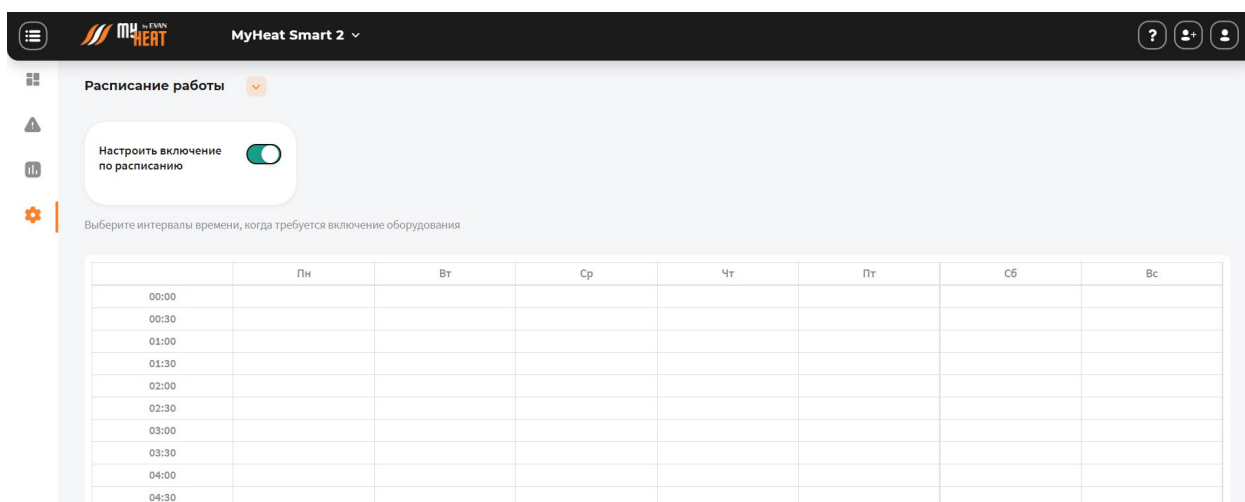 by EVAN
MY HEAT
MyHeat Smart 2
?
Расписание работы
Настроить включение
по расписанию
Выберите интервалы времени, когда требуется включение оборудования
Пн Вт Ср Чт Пт Сб Вс
00:00
00:30
01:00
01:30
02:00
02:30
03:00
03:30
04:00
04:30